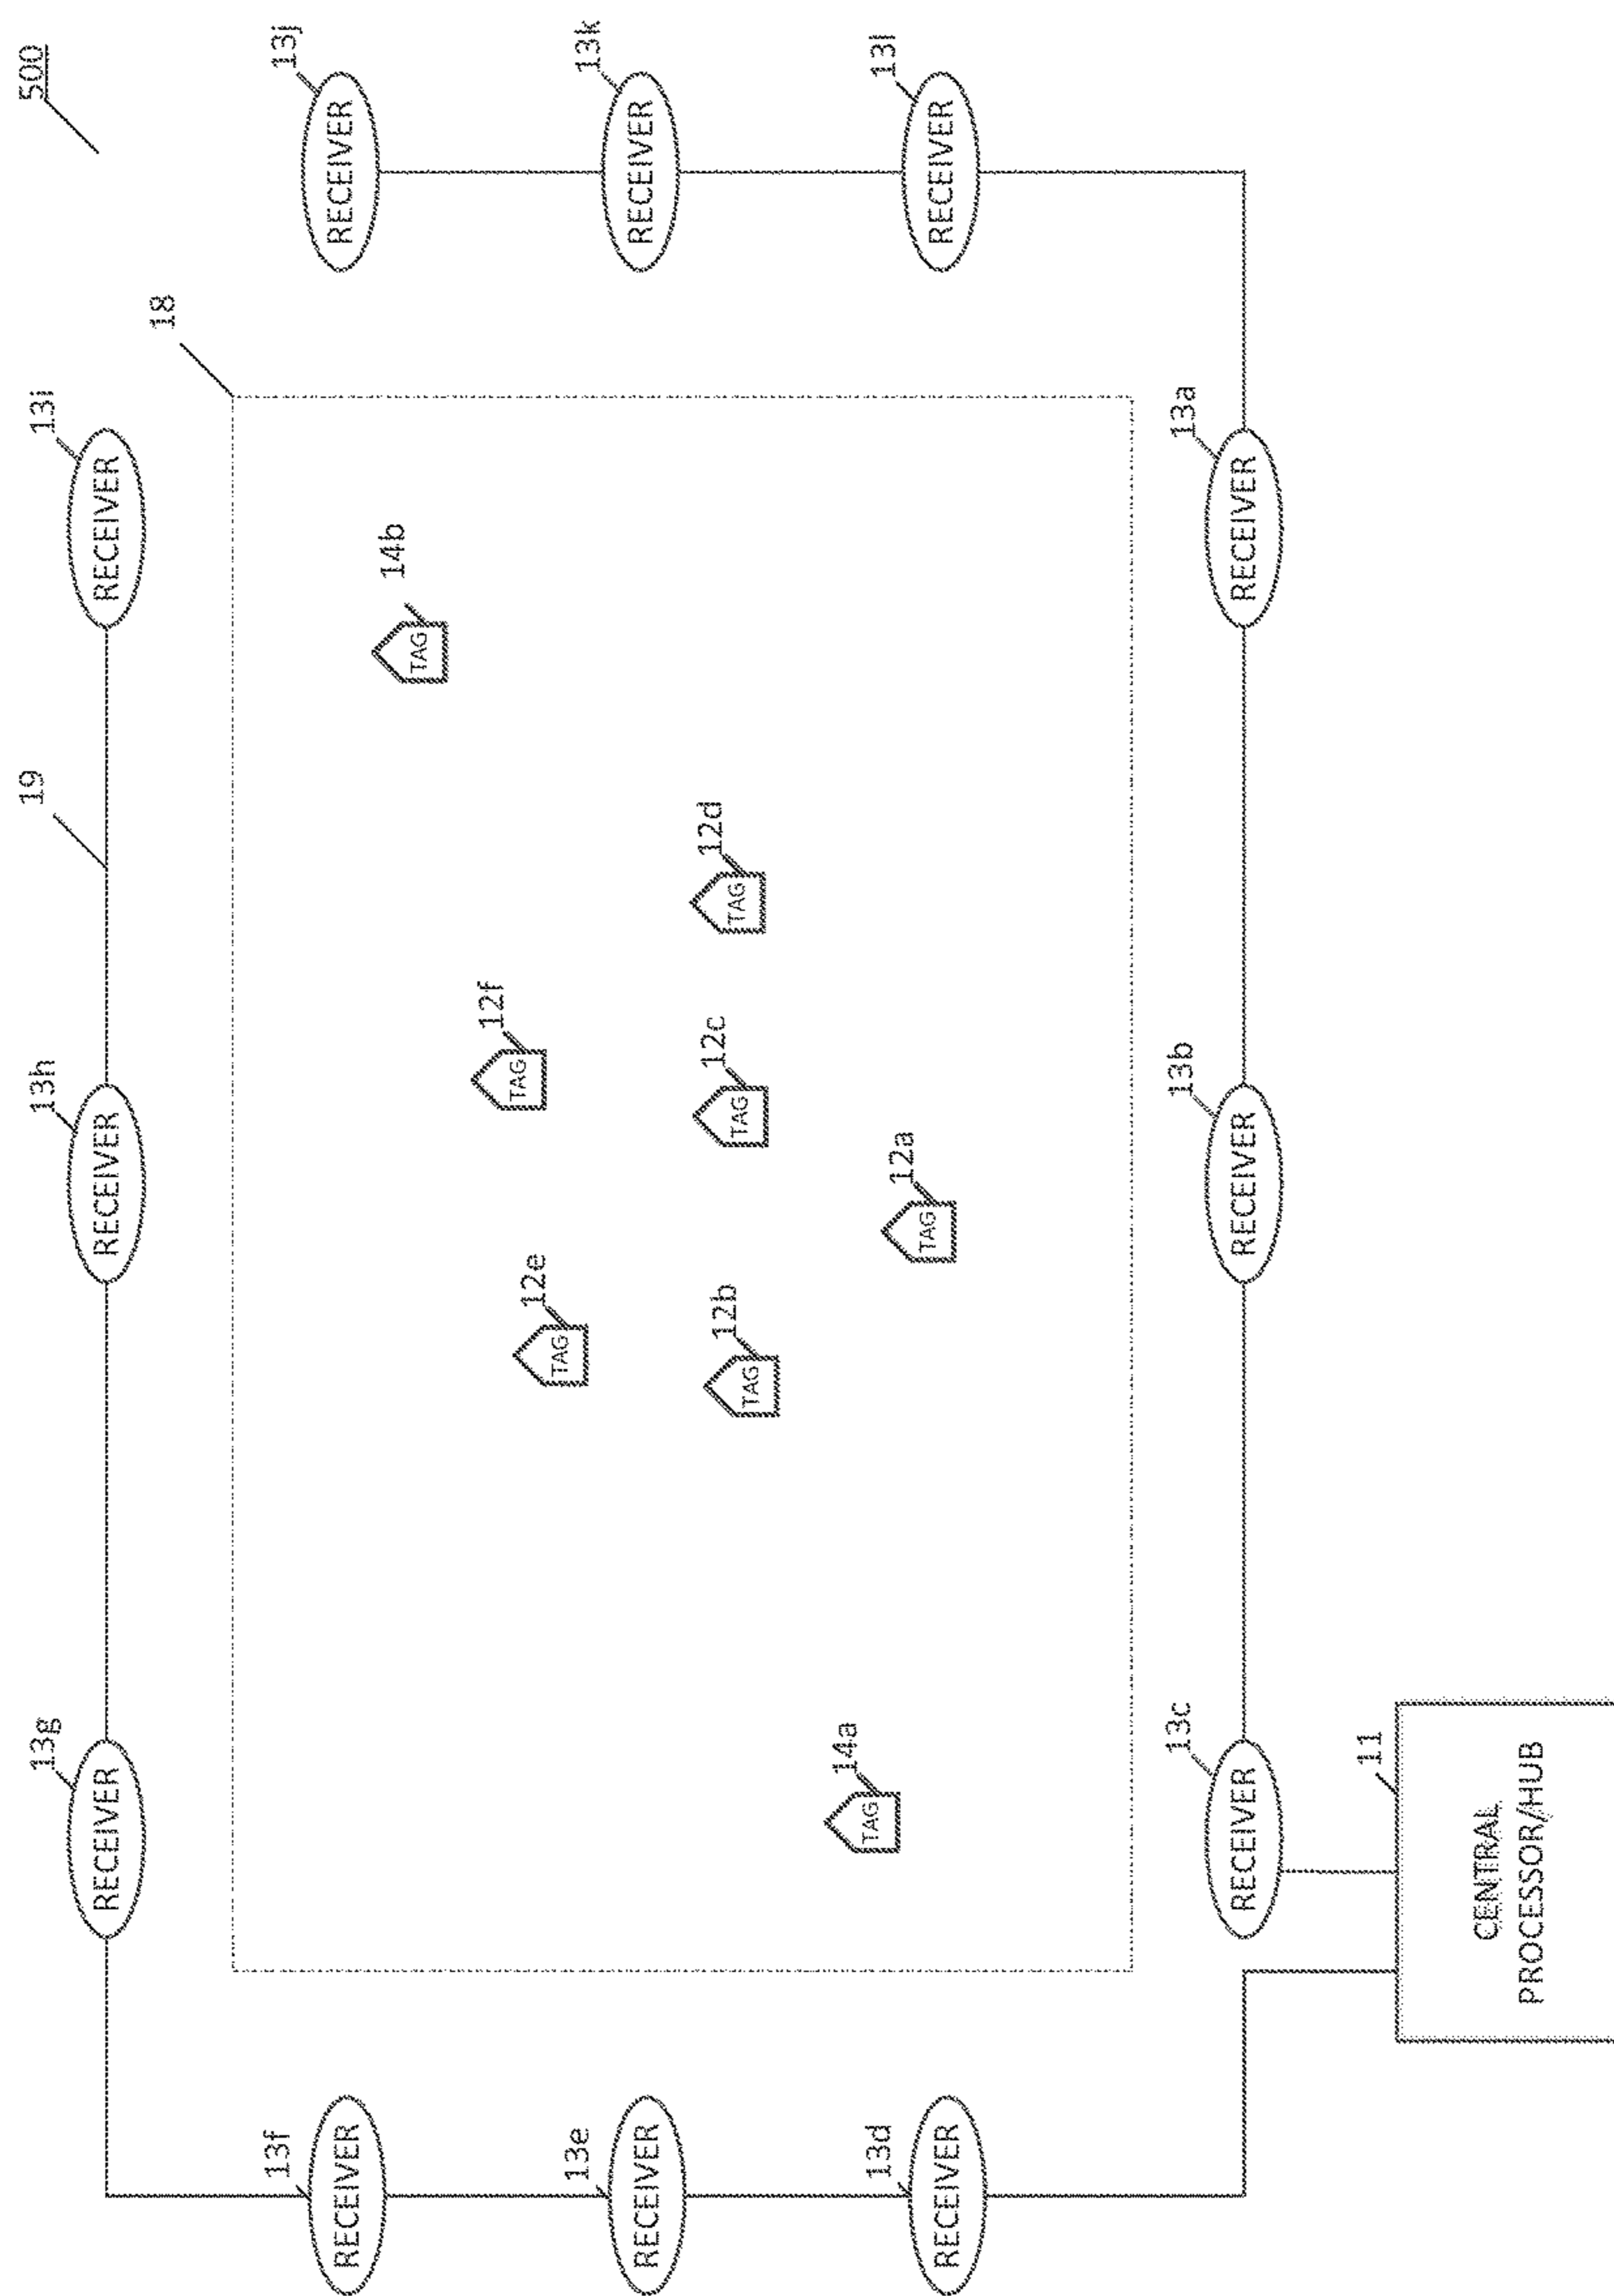 500
13g
13h
19
13i
RECEIVER
RECEIVER
RECEIVER
18
13f
13j
RECEIVER
RECEIVER
14b
TAG
12f
TAG
12e
TAG
13e
13k
RECEIVER
RECEIVER
12b
12c
12d
TAG
TAG
TAG
14a
TAG
13d
13l
12a
TAG
RECEIVER
RECEIVER
13c
13b
13a
RECEIVER
RECEIVER
RECEIVER
11
CENTRAL
PROCESSOR/HUB